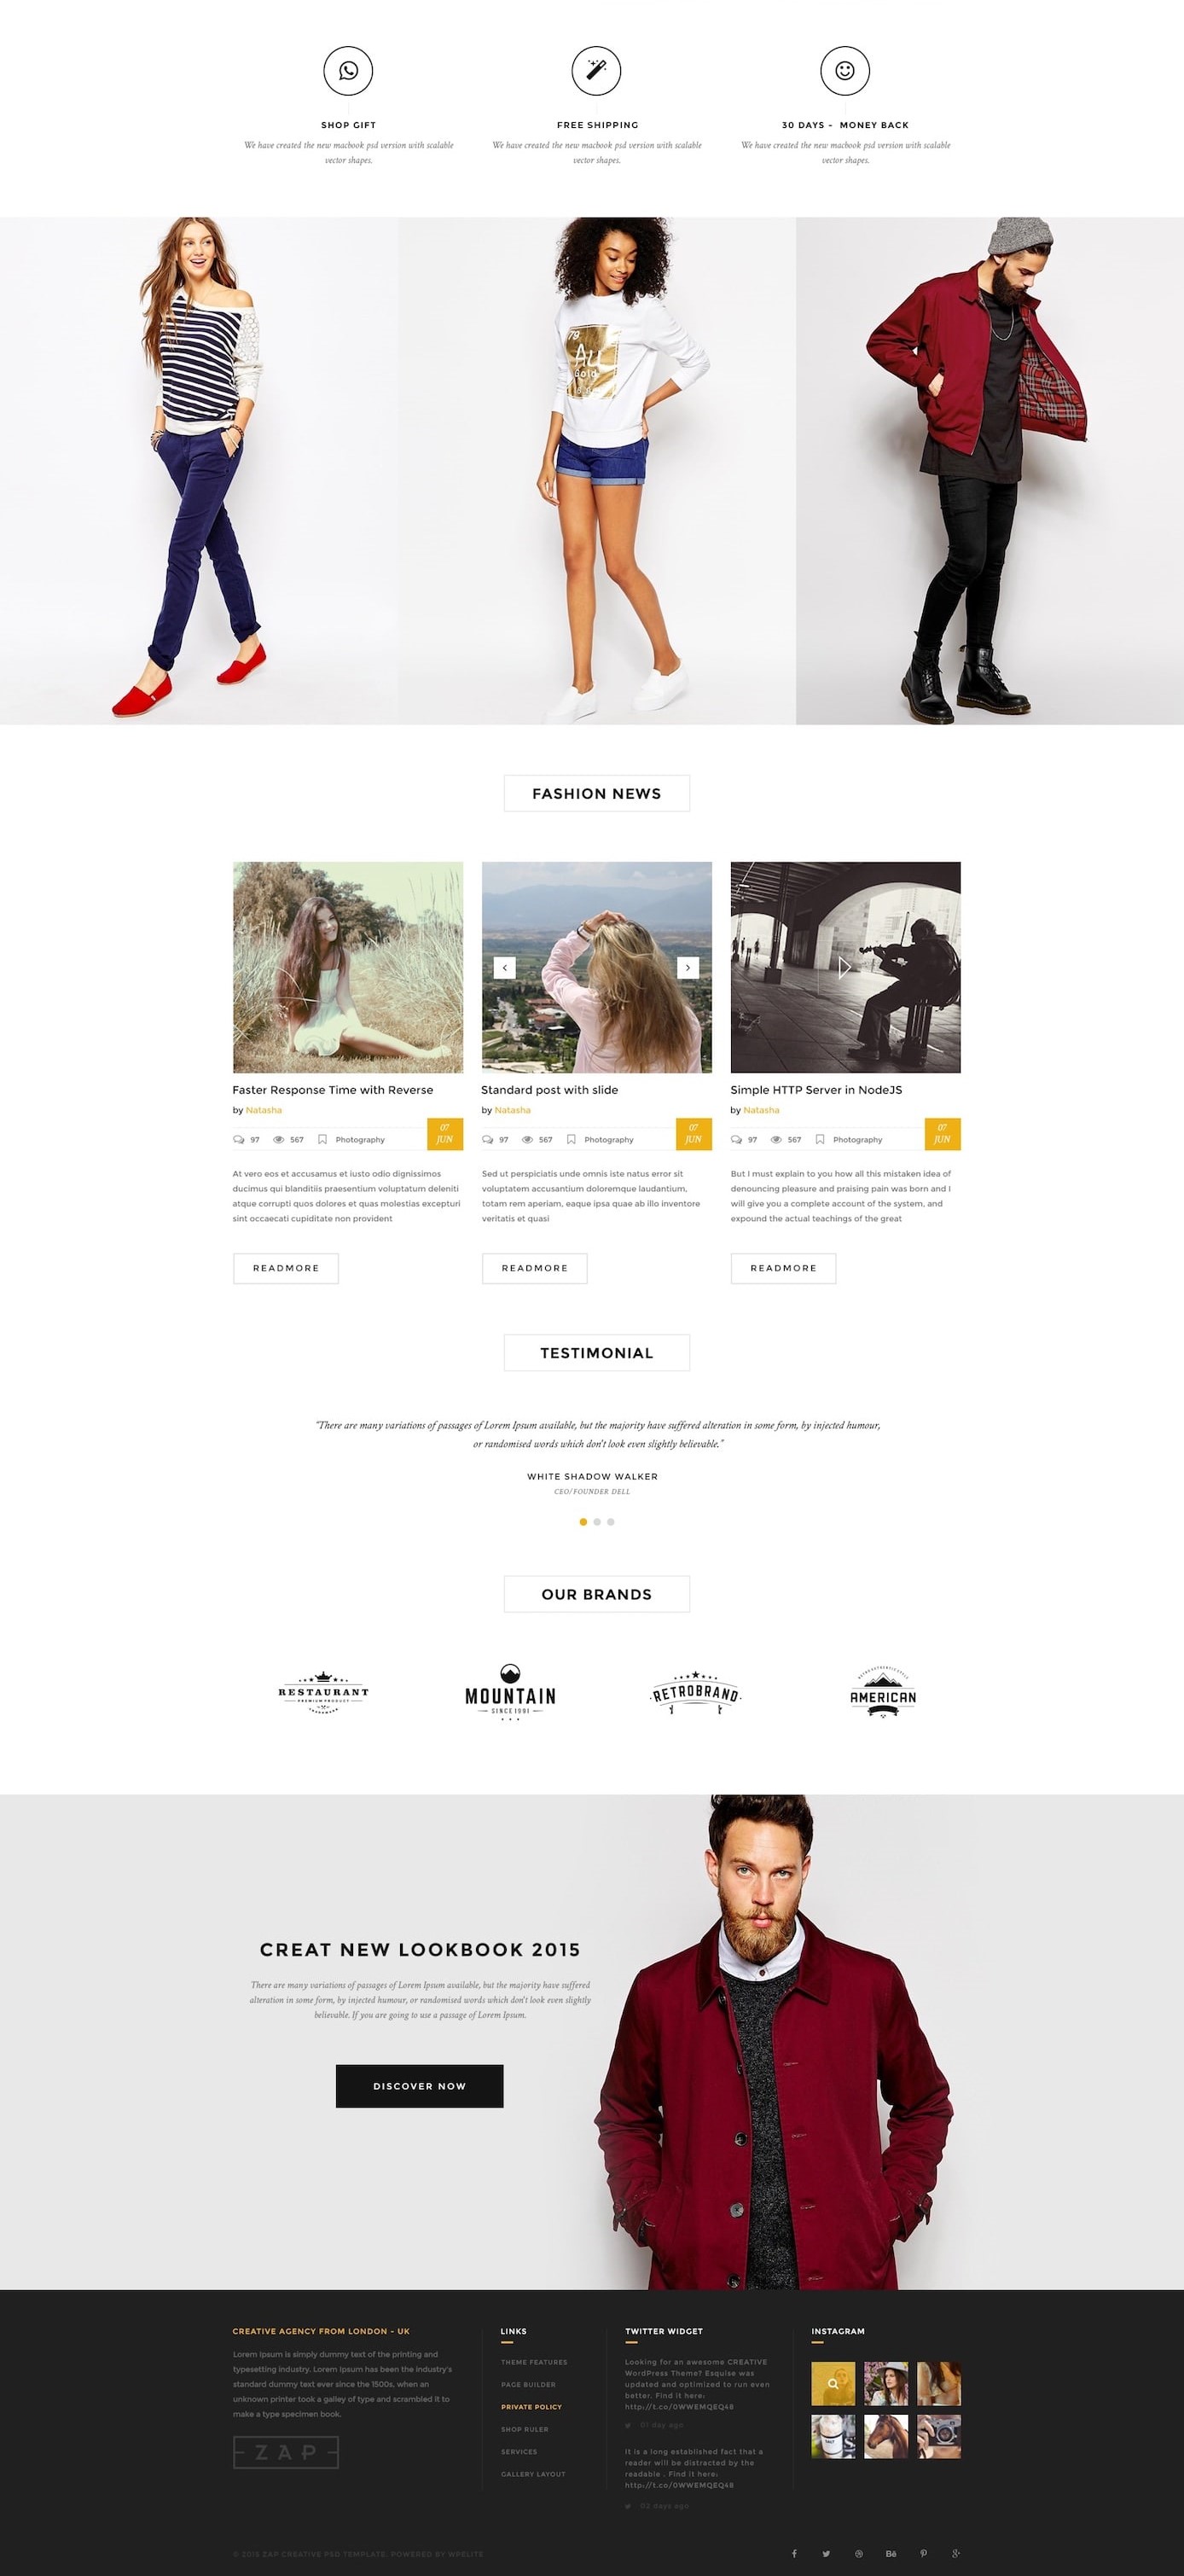 SHOP GIFT
We have created the new macbook psd version with scalable
vector shapes.
FREE SHIPPING
We have created the new macbook psd version with scalable
vector shapes.
30 DAYS - MONEY BACK
We have created the new macbook psd version with scalable
vector shapes.
79
Au
Gold
FASHION NEWS
Faster Response Time with Reverse
by Natasha
97 567 Photography
07
JUN
At vero eos et accusamus et iusto odio dignissimos
ducimus qui blanditiis praesentium voluptatum deleniti
atque corrupti quos dolores et quas molestias excepturi
sint occaecati cupiditate non provident
READMORE
Standard post with slide
by Natasha
97 567 Photography
07
JUN
Sed ut perspiciatis unde omnis iste natus error sit
voluptatem accusantium doloremque laudantium,
totam rem aperiam, eaque ipsa quae ab illo inventore
veritatis et quasi
READMORE
Simple HTTP Server in NodeJS
by Natasha
97 567 Photography
07
JUN
But I must explain to you how all this mistaken idea of
denouncing pleasure and praising pain was born and I
will give you a complete account of the system, and
expound the actual teachings of the great
READMORE
TESTIMONIAL
"There are many variations of passages of Lorem Ipsum available, but the majority have suffered alteration in some form, by injected humour,
or randomised words which don't look even slightly believable."
WHITE SHADOW WALKER
CEO/FOUNDER DELL
OUR BRANDS
RESTAURANT
PREMIUM PRODUCT
TRADEMARK
MOUNTAIN
SINCE 1991
RETROBRAND
AMERICAN
CREAT NEW LOOKBOOK 2015
There are many variations of passages of Lorem Ipsum available, but the majority have suffered
alteration in some form, by injected humour, or randomised words which don't look even slightly
believable. If you are going to use a passage of Lorem Ipsum.
DISCOVER NOW
CREATIVE AGENCY FROM LONDON - UK
Lorem Ipsum is simply dummy text of the printing and
typesetting industry. Lorem Ipsum has been the industry's
standard dummy text ever since the 1500s, when an
unknown printer took a galley of type and scrambled it to
make a type specimen book.
ZAP
LINKS
THEME FEATURES
PAGE BUILDER
PRIVATE POLICY
SHOP RULER
SERVICES
GALLERY LAYOUT
TWITTER WIDGET
Looking for an awesome CREATIVE
WordPress Theme? Esquise was
updated and optimized to run even
better. Find it here:
http://t.co/0WWEMQEQ48
01 day ago
It is a long established fact that a
reader will be distracted by the
readable . Find it here:
http://t.co/0WWEMQEQ48
02 days ago
INSTAGRAM
© 2015 ZAP CREATIVE PSD TEMPLATE. POWERED BY WPELITE